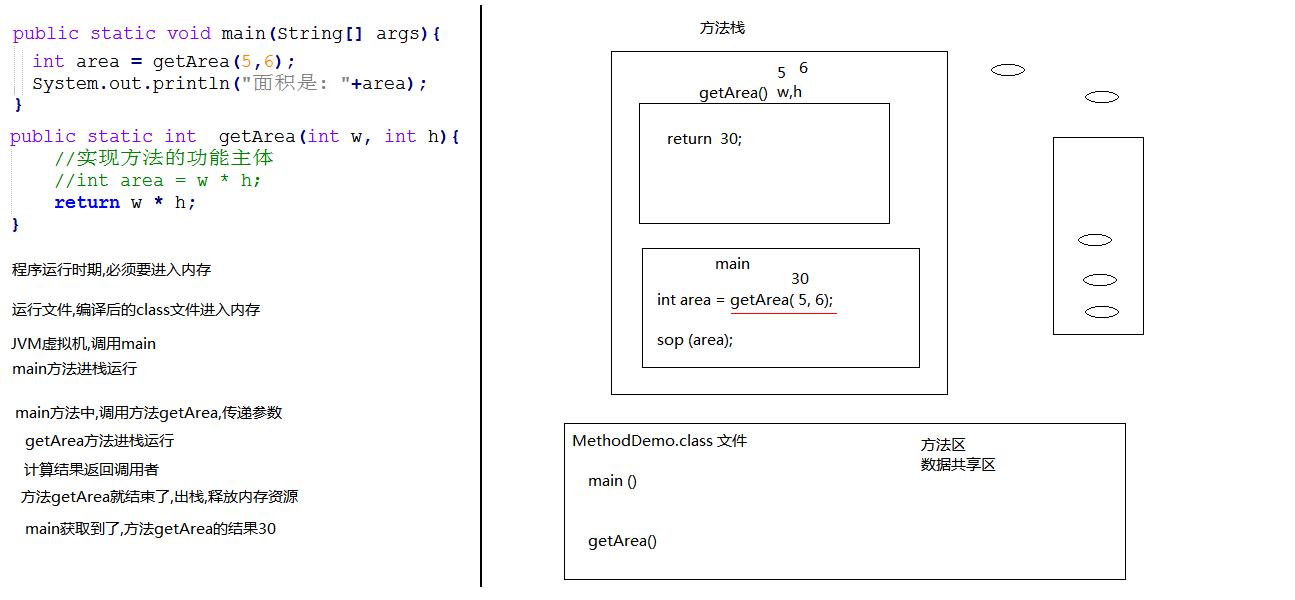 public static void main(String[] args){
int area = getArea(5,6);
System.out.println("面积是: "+area);
}
public static int getArea(int w, int h){
//实现方法的功能主体
//int area = w * h;
return w * h;
}
程序运行时期,必须要进入内存
运行文件,编译后的class文件进入内存
JVM虚拟机,调用main
main方法进栈运行
main方法中,调用方法getArea,传递参数
getArea方法进栈运行
计算结果返回调用者
方法getArea就结束了,出栈,释放内存资源
main获取到了,方法getArea的结果30
方法栈
5 6
getArea() w,h
return 30;
main
30
int area = getArea( 5, 6);
sop (area);
MethodDemo.class 文件
main ()
getArea()
方法区
数据共享区